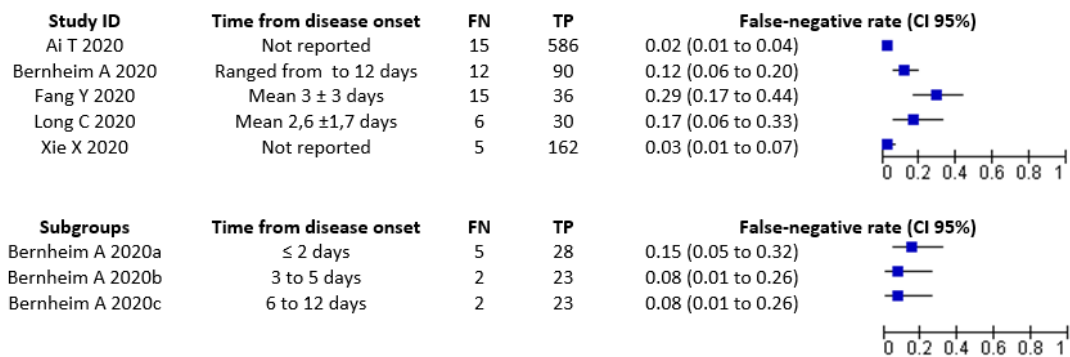 Study ID Time from disease onset FN TP False-negative rate (CI 95%)
Ai T 2020 Not reported 15 586 0.02 (0.01 to 0.04)
Bernheim A 2020 Ranged from to 12 days 12 90 0.12 (0.06 to 0.20)
Fang Y 2020 Mean 3 ± 3 days 15 36 0.29 (0.17 to 0.44)
Long C 2020 Mean 2,6 ±1,7 days 6 30 0.17 (0.06 to 0.33)
Xie X 2020 Not reported 5 162 0.03 (0.01 to 0.07)
0 0.2 0.4 0.6 0.8 1
Subgroups Time from disease onset FN TP False-negative rate (CI 95%)
Bernheim A 2020a ≤ 2 days 5 28 0.15 (0.05 to 0.32)
Bernheim A 2020b 3 to 5 days 2 23 0.08 (0.01 to 0.26)
Bernheim A 2020c 6 to 12 days 2 23 0.08 (0.01 to 0.26)
0 0.2 0.4 0.6 0.8 1